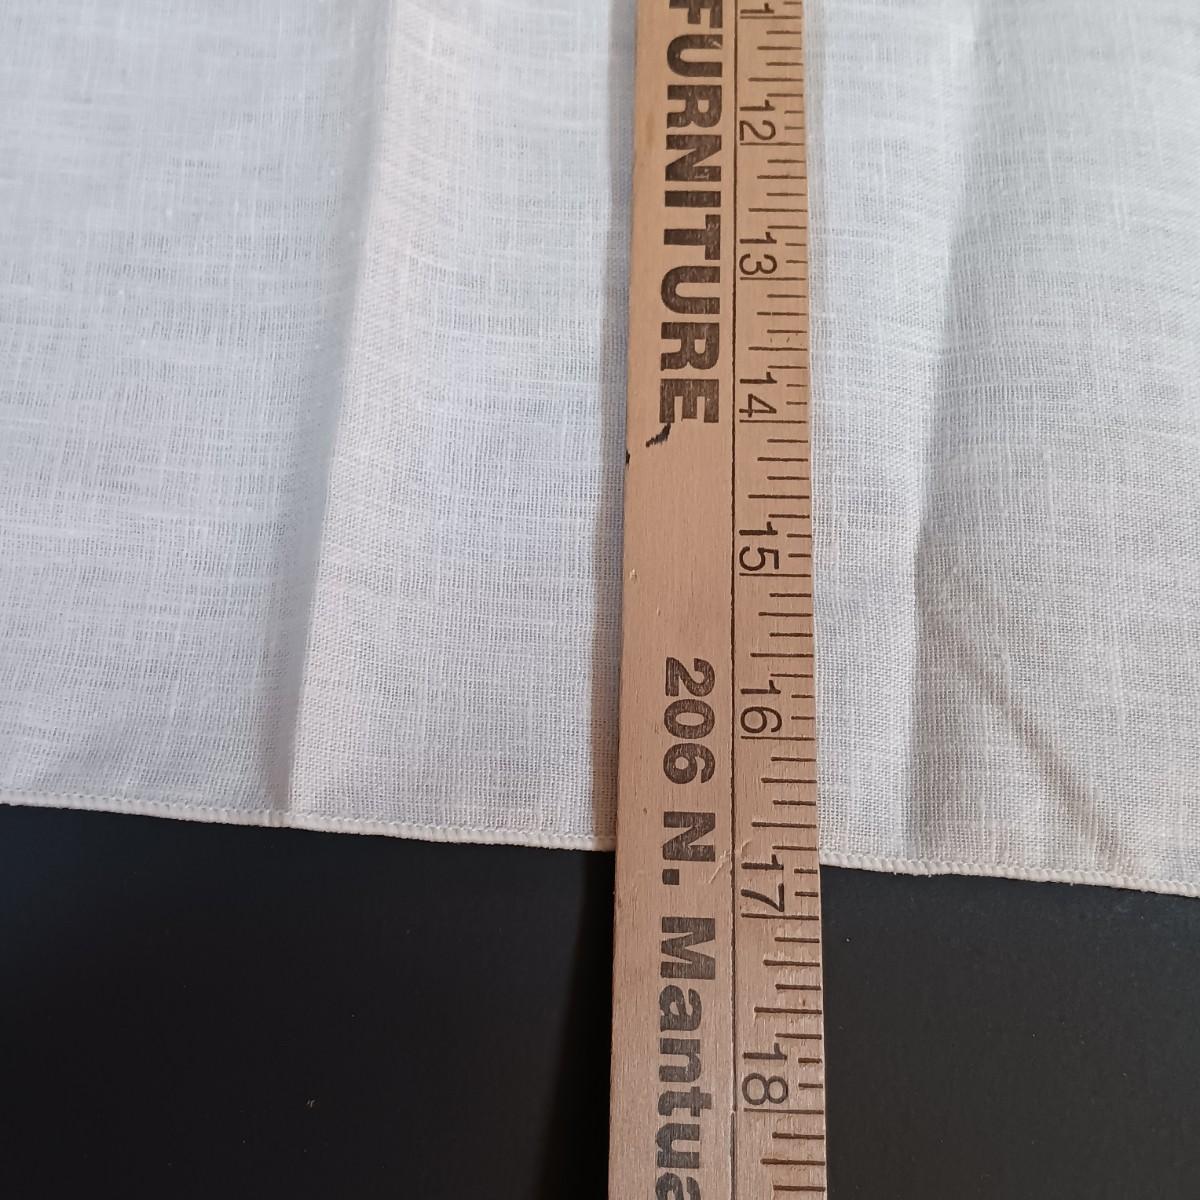 FURNITURE, 206 N. Mantua
12 13 14 15 16 17 18